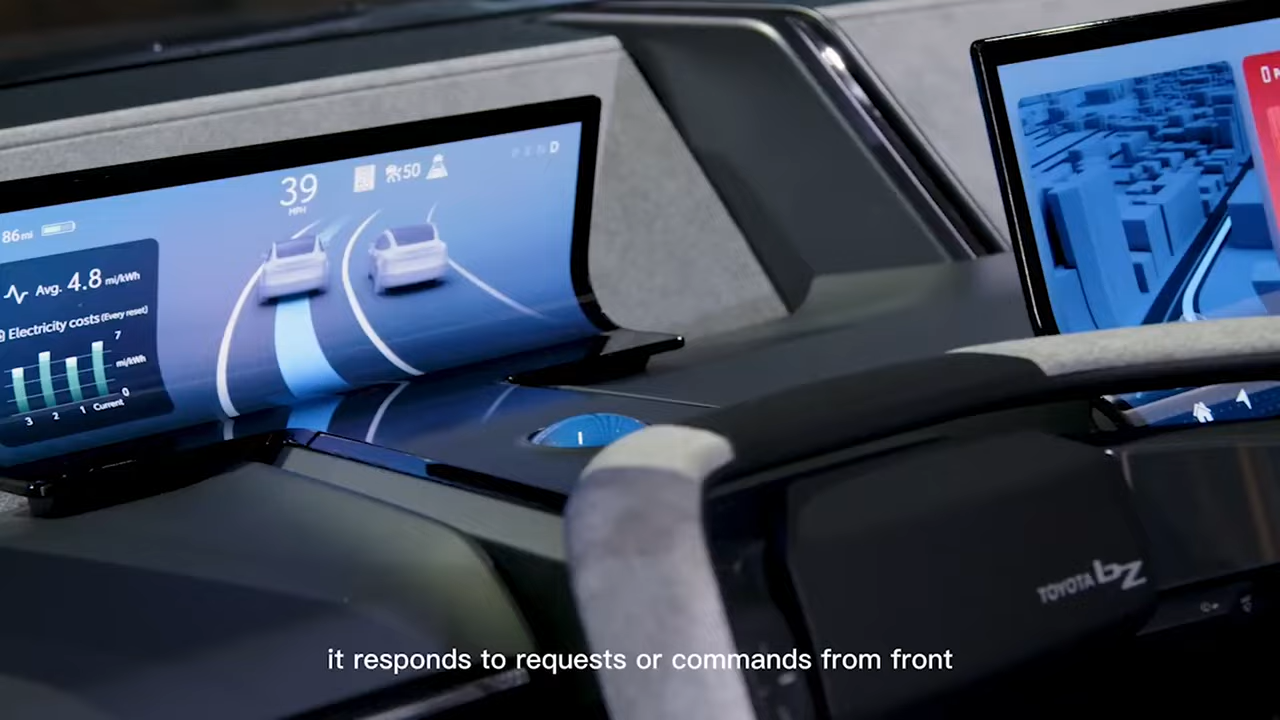 39
MPH
50
P R N D
86mi
Avg. 4.8 mi/kWh
Electricity costs (Every reset)
7
mi/kWh
0
3 2 1 Current
TOYOTA bZ
it responds to requests or commands from front